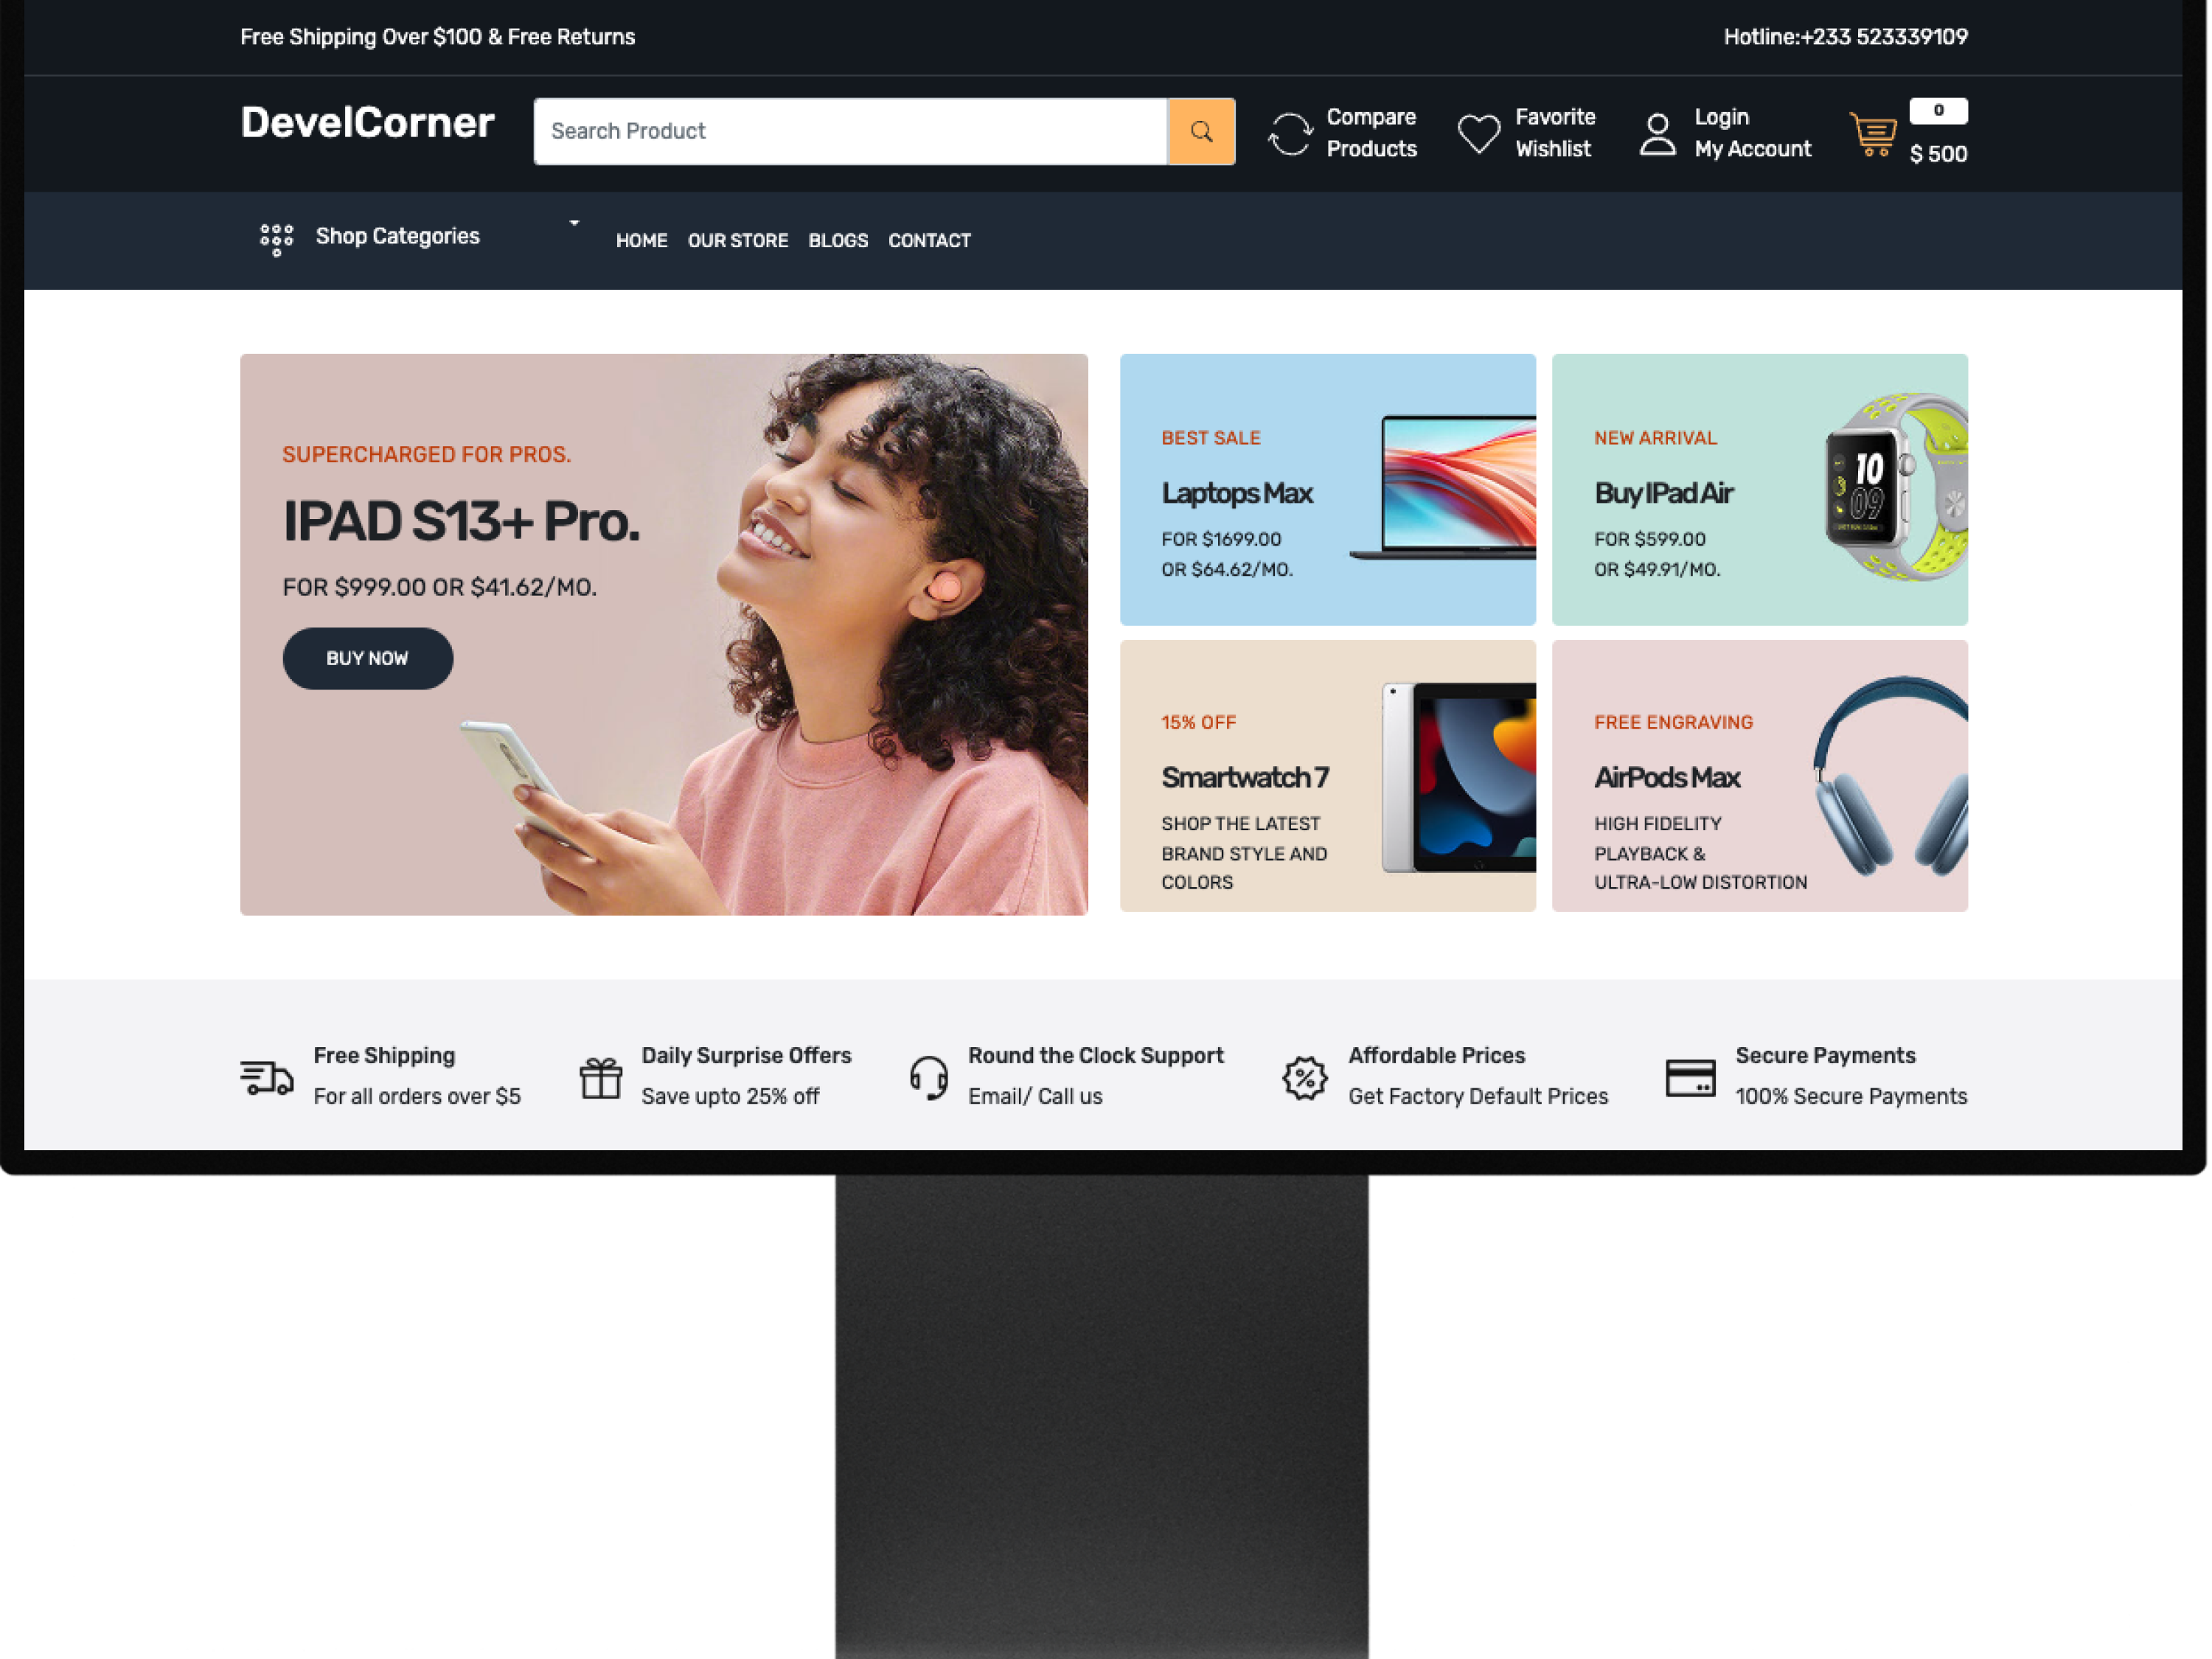 Free Shipping Over $100 & Free Returns
Hotline:+233 523339109
DevelCorner
Search Product
Compare
Products
Favorite
Wishlist
Login
My Account
0
$ 500
Shop Categories
HOME OUR STORE BLOGS CONTACT
SUPERCHARGED FOR PROS.
IPAD S13+ Pro.
FOR $999.00 OR $41.62/MO.
BUY NOW
BEST SALE
Laptops Max
FOR $1699.00
OR $64.62/MO.
NEW ARRIVAL
Buy IPad Air
FOR $599.00
OR $49.91/MO.
10
09
15% OFF
Smartwatch 7
SHOP THE LATEST
BRAND STYLE AND
COLORS
FREE ENGRAVING
AirPods Max
HIGH FIDELITY
PLAYBACK &
ULTRA-LOW DISTORTION
Free Shipping
For all orders over $5
Daily Surprise Offers
Save upto 25% off
Round the Clock Support
Email/ Call us
Affordable Prices
Get Factory Default Prices
Secure Payments
100% Secure Payments